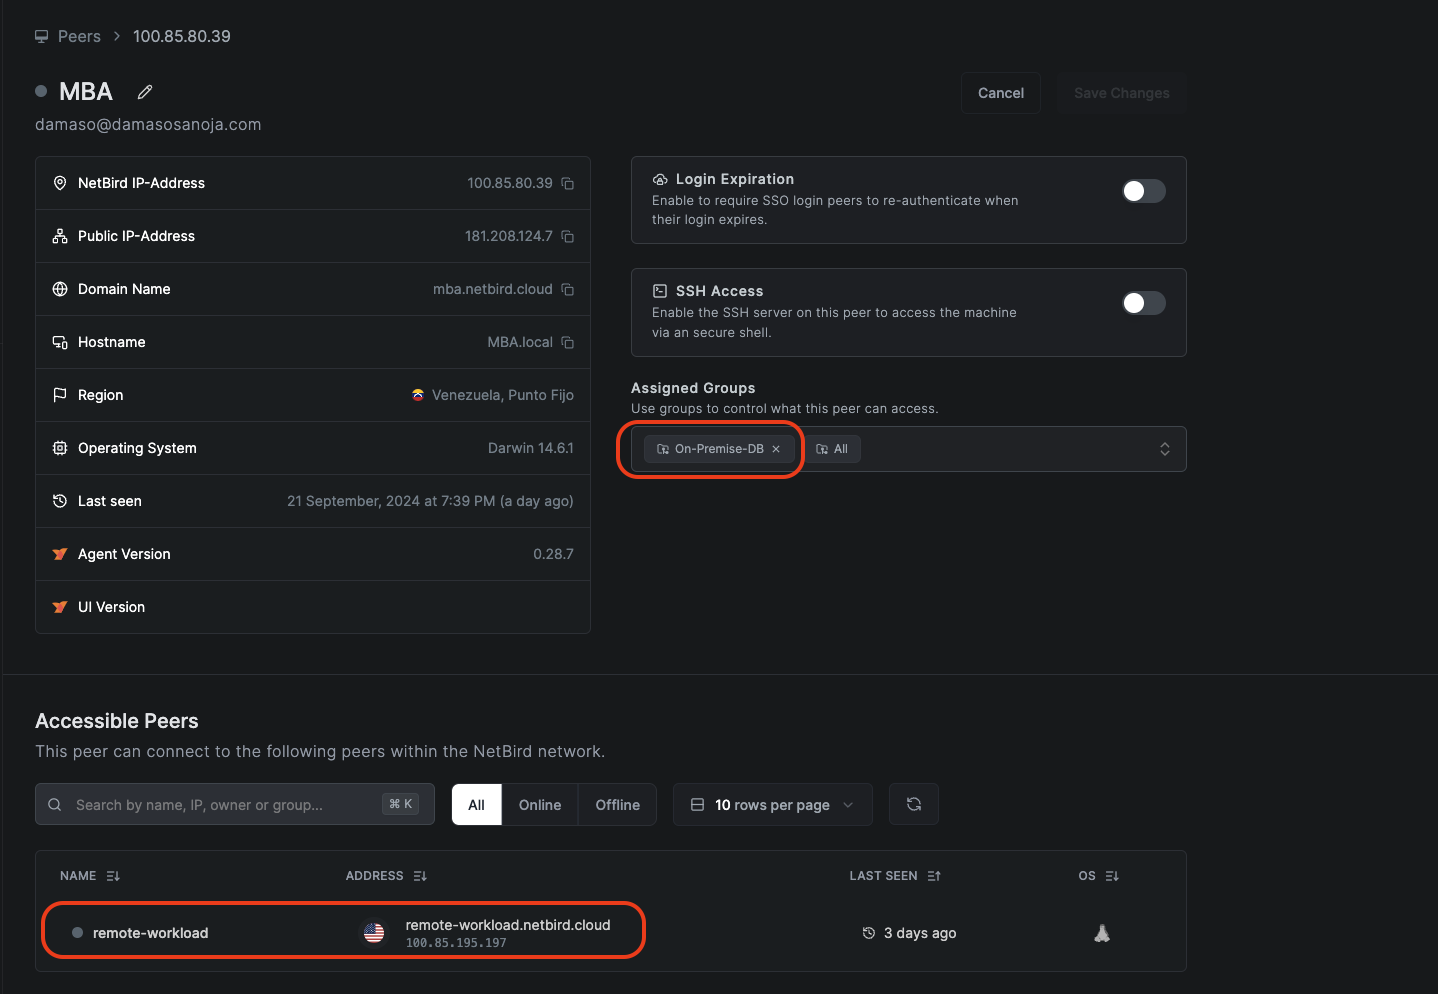 Peers > 100.85.80.39
MBA
Cancel
Save Changes
damaso@damasosanoja.com
NetBird IP-Address 100.85.80.39
Public IP-Address 181.208.124.7
Domain Name mba.netbird.cloud
Hostname MBA.local
Region Venezuela, Punto Fijo
Operating System Darwin 14.6.1
Last seen 21 September, 2024 at 7:39 PM (a day ago)
Agent Version 0.28.7
UI Version
Login Expiration
Enable to require SSO login peers to re-authenticate when
their login expires.
SSH Access
Enable the SSH server on this peer to access the machine
via an secure shell.
Assigned Groups
Use groups to control what this peer can access.
On-Premise-DB × All
Accessible Peers
This peer can connect to the following peers within the NetBird network.
Search by name, IP, owner or group... ⌘ K All Online Offline 10 rows per page
NAME ADDRESS LAST SEEN OS
remote-workload remote-workload.netbird.cloud 3 days ago
100.85.195.197